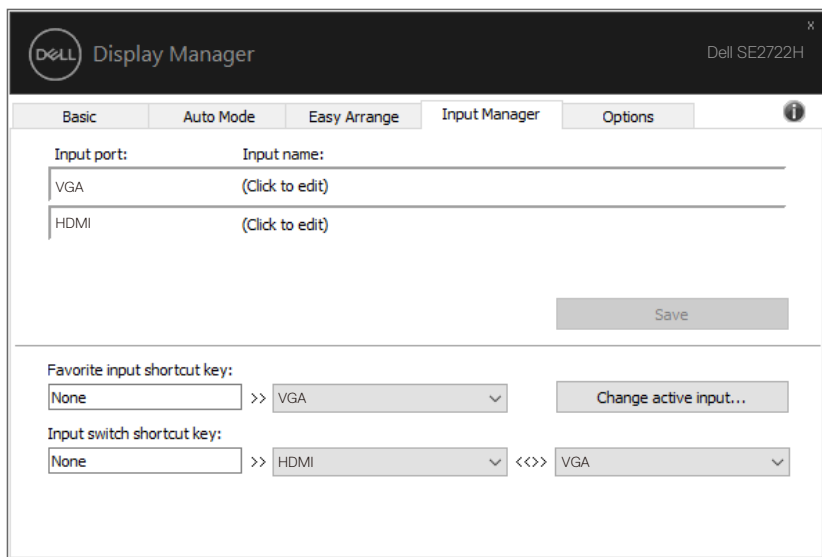 x
DELL Display Manager Dell SE2722H
Basic Auto Mode Easy Arrange Input Manager Options i
Input port: Input name:
VGA (Click to edit)
HDMI (Click to edit)
Save
Favorite input shortcut key:
None >> VGA Change active input...
Input switch shortcut key:
None >> HDMI <<>> VGA